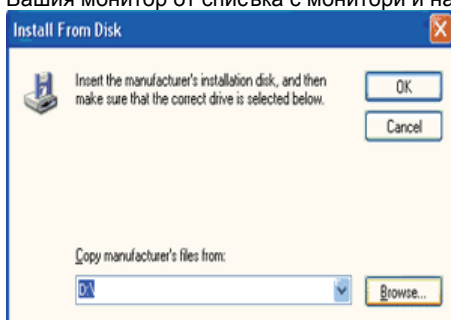 Вашия монитор от списъка с монитори и на
Install From Disk
Insert the manufacturer's installation disk, and then
make sure that the correct drive is selected below.
OK
Cancel
Copy manufacturer's files from:
D:\
Browse...